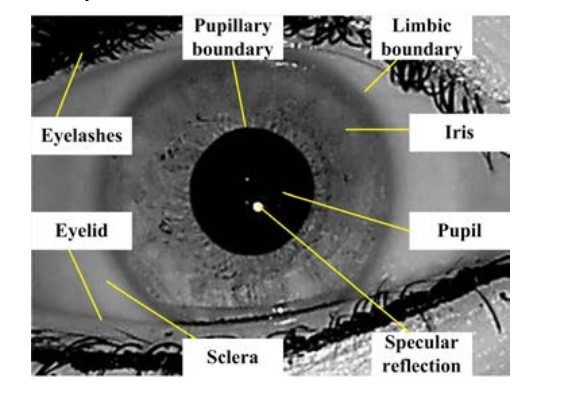 Pupillary
boundary
Limbic
boundary
Eyelashes
Iris
Eyelid
Pupil
Sclera
Specular
reflection